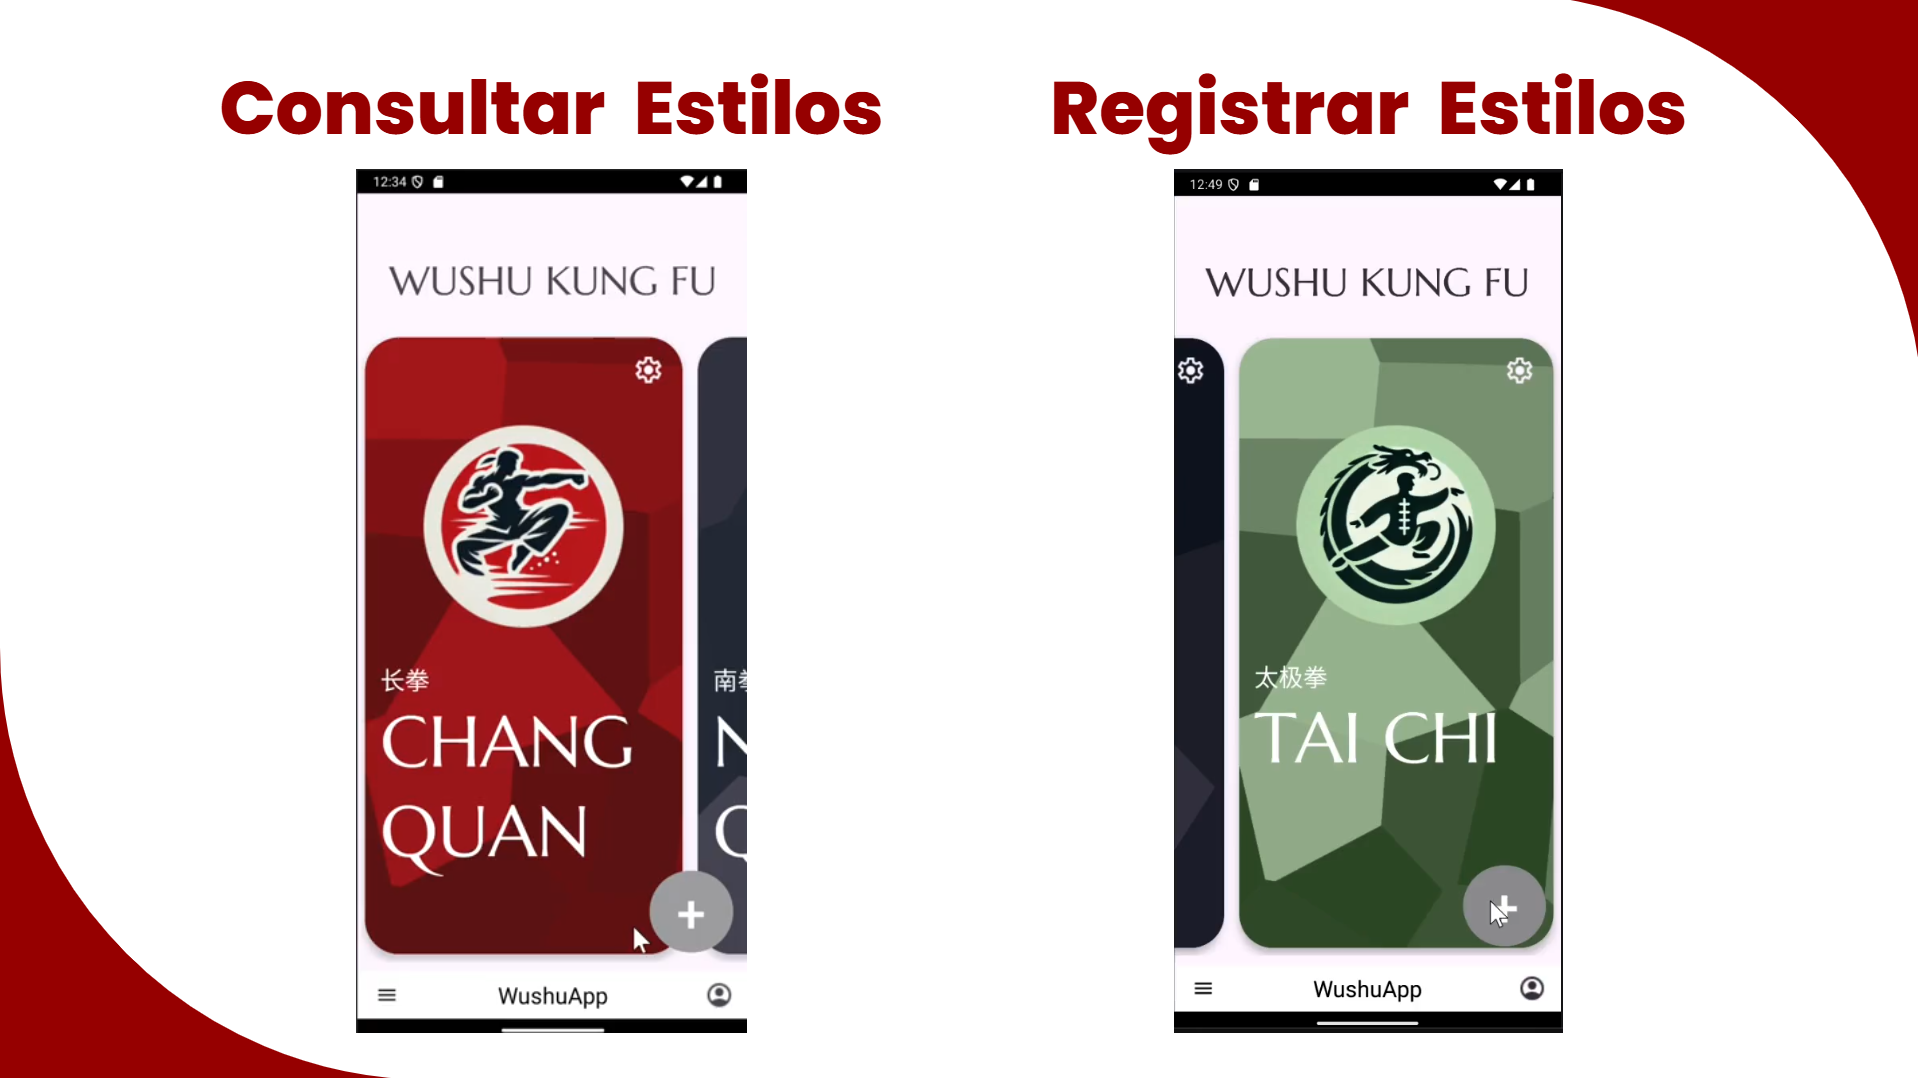 Consultar Estilos
12:34
WUSHU KUNG FU
长拳
CHANG
QUAN
南拳
N
Q
WushuApp
Registrar Estilos
12:49
WUSHU KUNG FU
太极拳
TAI CHI
WushuApp